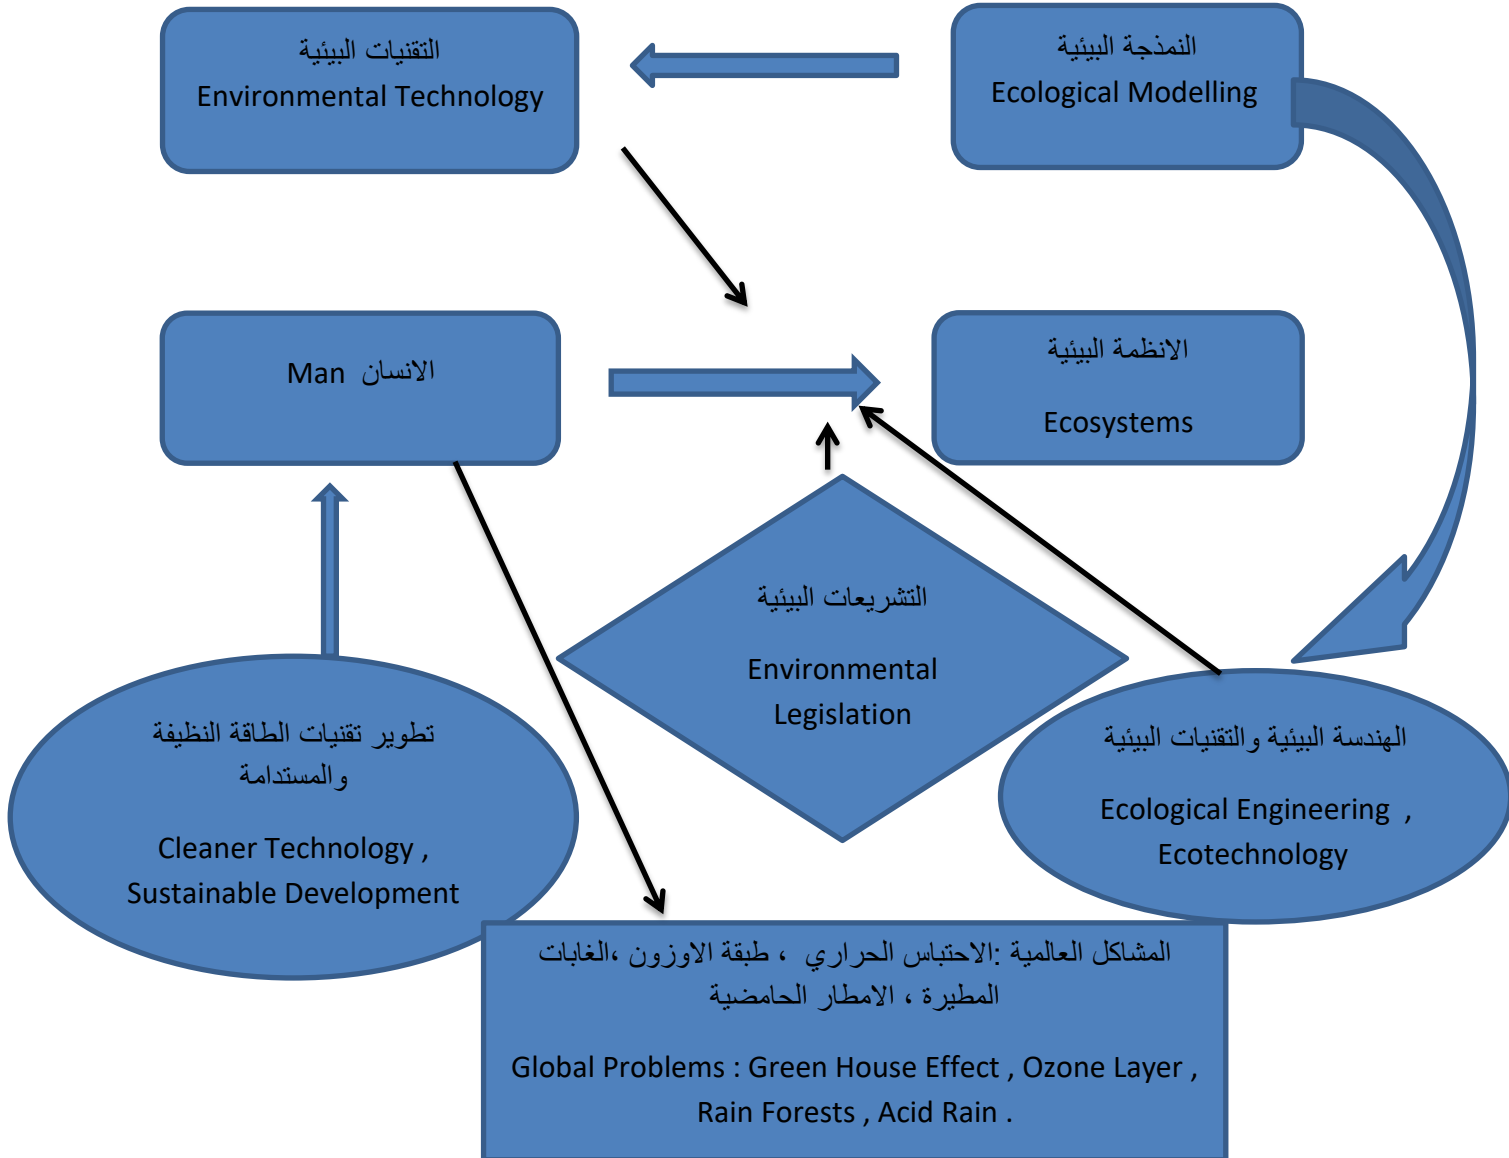 التقنيات البيئية
Environmental Technology
النمذجة البيئية
Ecological Modelling
الانسان Man
الانظمة البيئية
Ecosystems
التشريعات البيئية
Environmental
Legislation
تطوير تقنيات الطاقة النظيفة
والمستدامة
Cleaner Technology ,
Sustainable Development
الهندسة البيئية والتقنيات البيئية
Ecological Engineering ,
Ecotechnology
المشاكل العالمية :الاحتباس الحراري ، طبقة الاوزون ،الغابات
المطيرة ، الامطار الحامضية
Global Problems : Green House Effect , Ozone Layer ,
Rain Forests , Acid Rain .